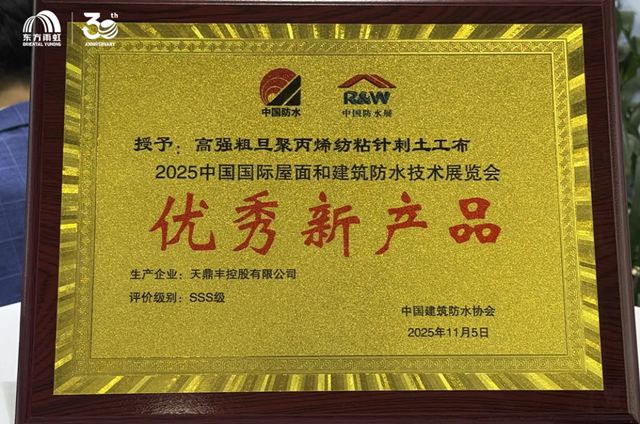 东方雨虹
ORIENTAL YUHONG
30th
ANNIVERSARY
中国防水
R&W
中国防水展
授予：高强粗旦聚丙烯纺粘针刺土工布
2025中国国际屋面和建筑防水技术展览会
优秀新产品
生产企业：天鼎丰控股有限公司
评价级别：SSS级
中国建筑防水协会
2025年11月5日